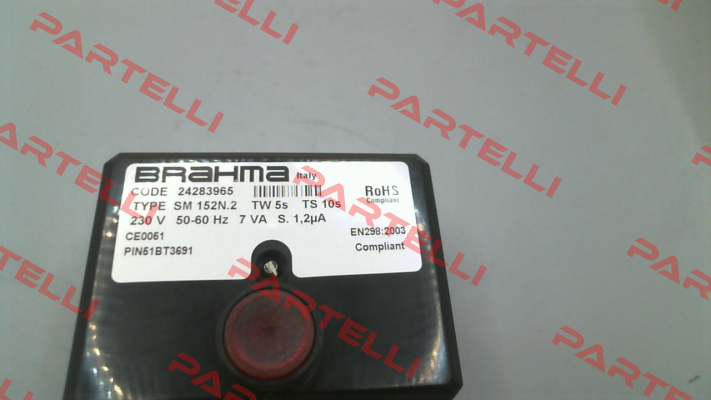 BRAHMA Italy
CODE 24283965
RoHS
Compliant
TYPE SM 152N.2 TW 5s TS 10s
230 V 50-60 Hz 7 VA S. 1,2µA
CE0051
EN298:2003
PIN51BT3691
Compliant
PARTELLI
PARTELLI
PARTELLI
PARTELLI
PARTELLI
PARTELLI